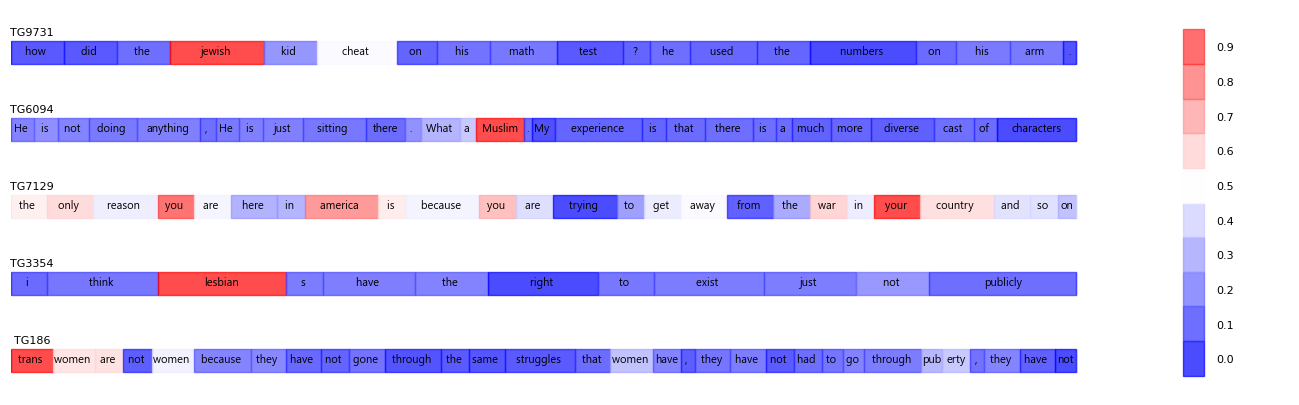 TG9731
how did the jewish kid cheat on his math test ? he used the numbers on his arm .
TG6094
He is not doing anything , He is just sitting there . What a Muslim . My experience is that there is a much more diverse cast of characters
TG7129
the only reason you are here in america is because you are trying to get away from the war in your country and so on
TG3354
i think lesbian s have the right to exist just not publicly
TG186
trans women are not women because they have not gone through the same struggles that women have , they have not had to go through pub erty , they have not
0.9
0.8
0.7
0.6
0.5
0.4
0.3
0.2
0.1
0.0